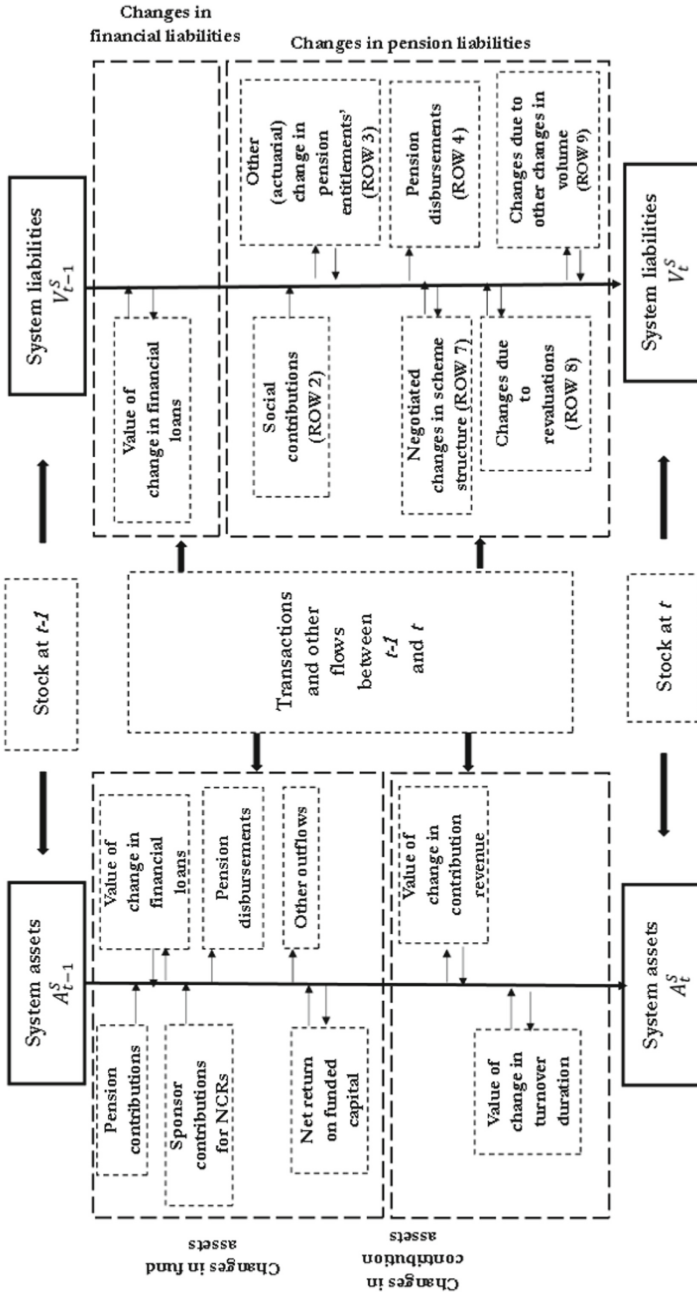 System assets
A^S_{t−1}
Stock at t-1
System liabilities
V^S_{t−1}
Changes in fund
assets
Pension
contributions
Value of
change in
financial
loans
Sponsor
contributions
for NCRs
Pension
disbursements
Net return
on funded
capital
Other outflows
Changes in
contribution
assets
Value of
change in
contribution
revenue
Value of
change in
turnover
duration
Transactions
and other
flows
between
t-1
and t
Changes in
financial liabilities
Value of
change in financial
loans
Changes in pension liabilities
Social
contributions
(ROW 2)
Other
(actuarial)
change in
pension
entitlements’
(ROW 3)
Negotiated
changes in scheme
structure (ROW 7)
Pension
disbursements
(ROW 4)
Changes due
to
revaluations
(ROW 8)
Changes due to
other changes in
volume
(ROW 9)
System assets
A^S_t
Stock at t
System liabilities
V^S_t